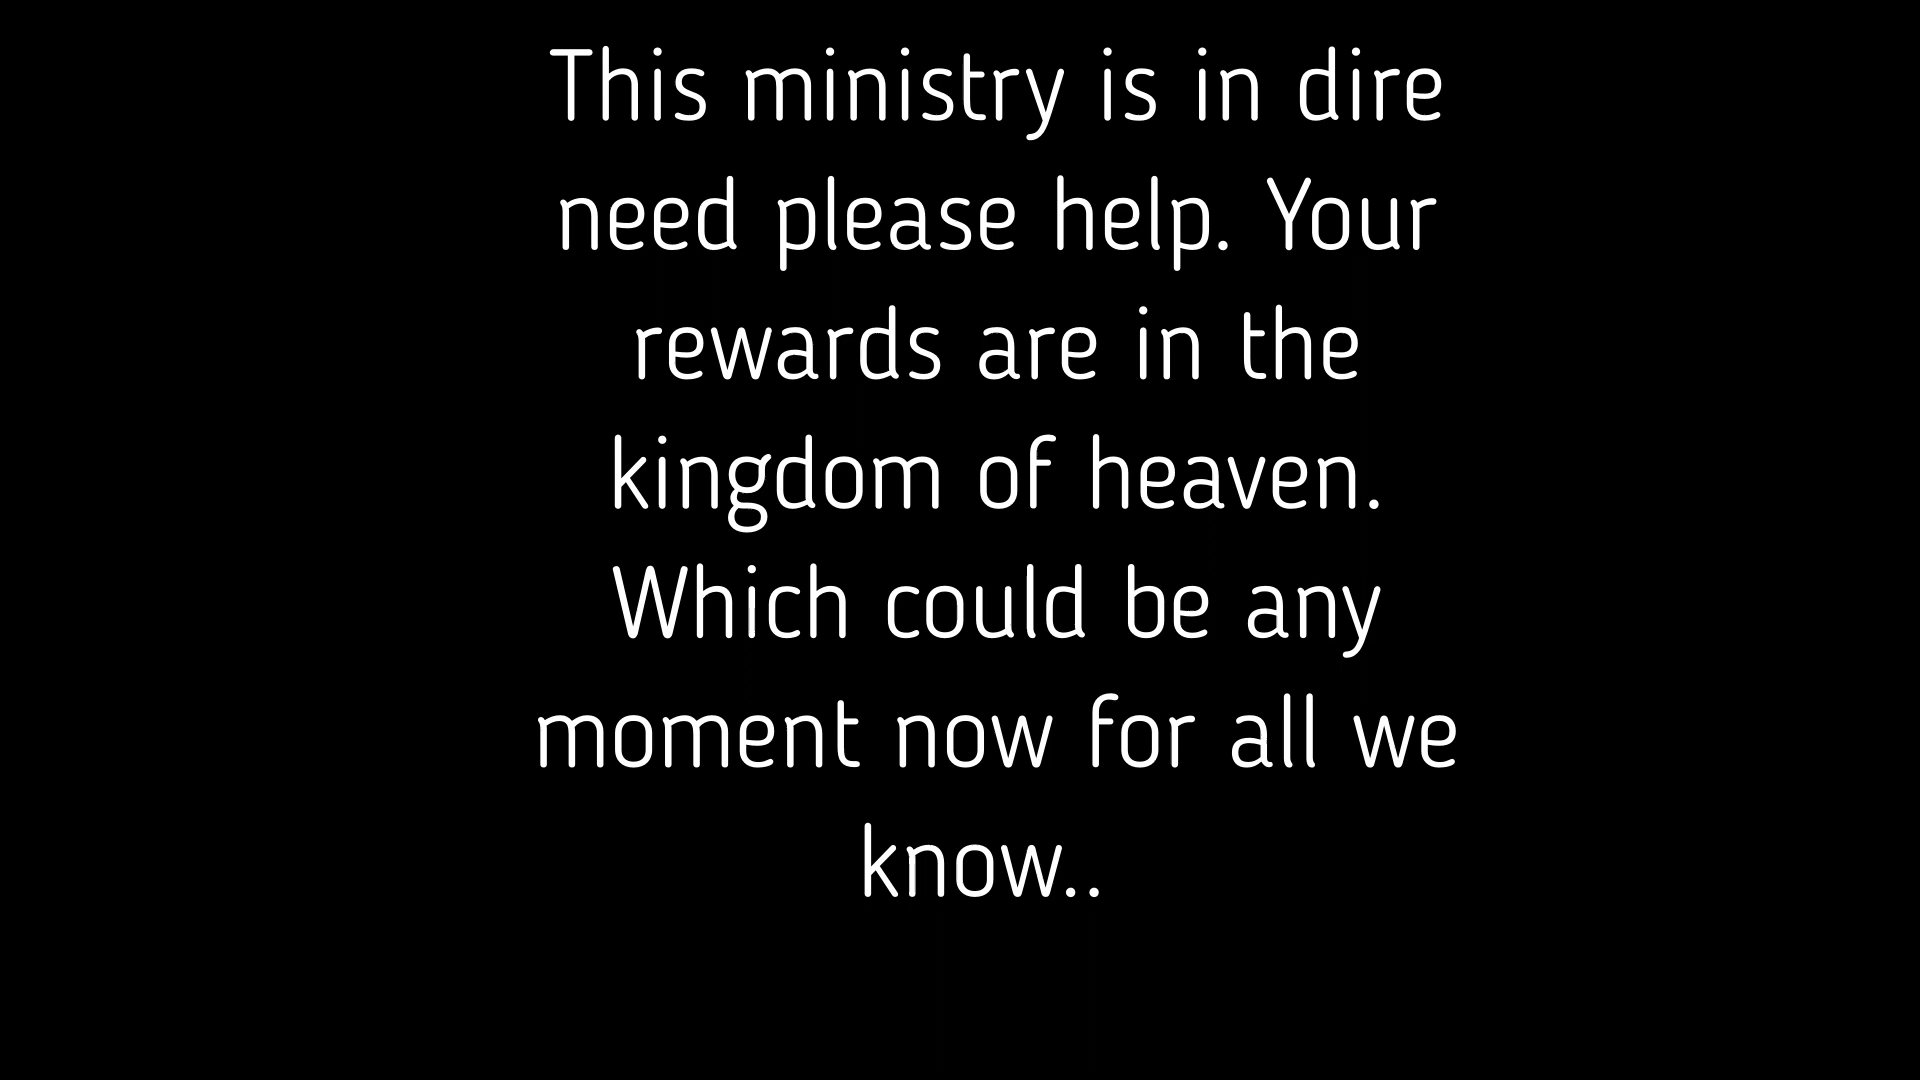 This ministry is in dire
need please help. Your
rewards are in the
kingdom of heaven.
Which could be any
moment now for all we
know..